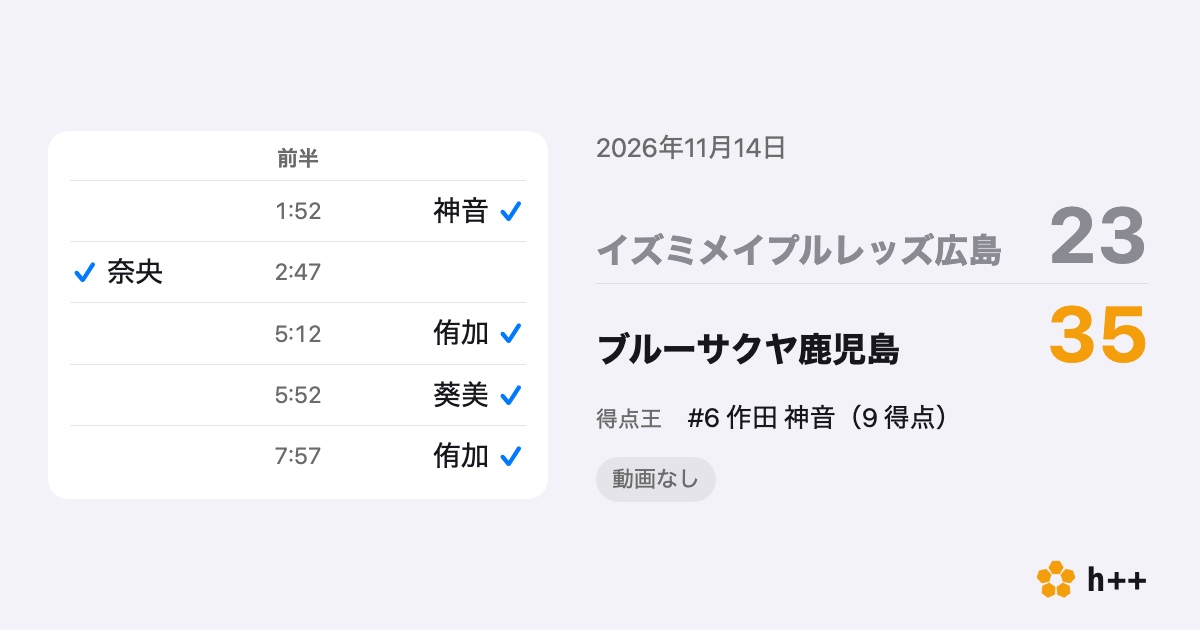 前半
1:52 神音
奈央 2:47
5:12 侑加
5:52 葵美
7:57 侑加
2026年11月14日
イズミメイプルレッズ広島 23
ブルーサクヤ鹿児島 35
得点王 #6 作田 神音（9 得点）
動画なし
h++